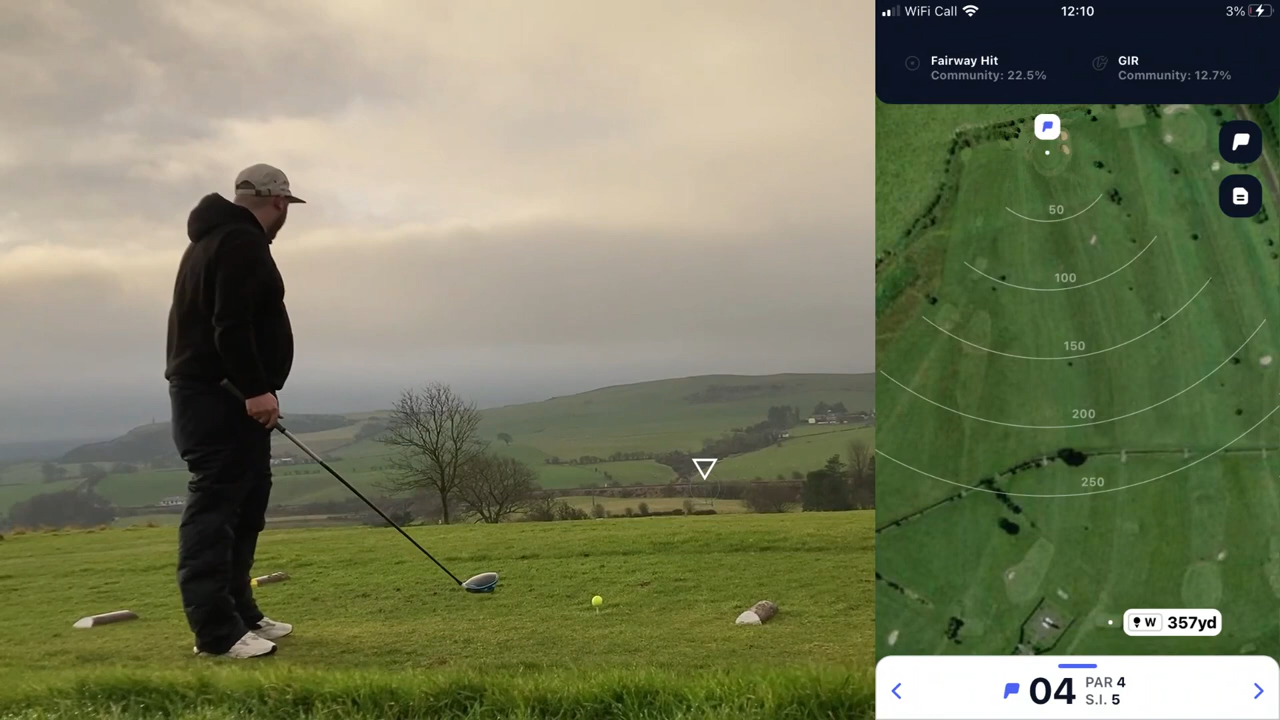 WiFi Call
12:10
3%
Fairway Hit
Community: 22.5%
GIR
Community: 12.7%
50
100
150
200
250
W 357yd
04
PAR 4
S.I. 5